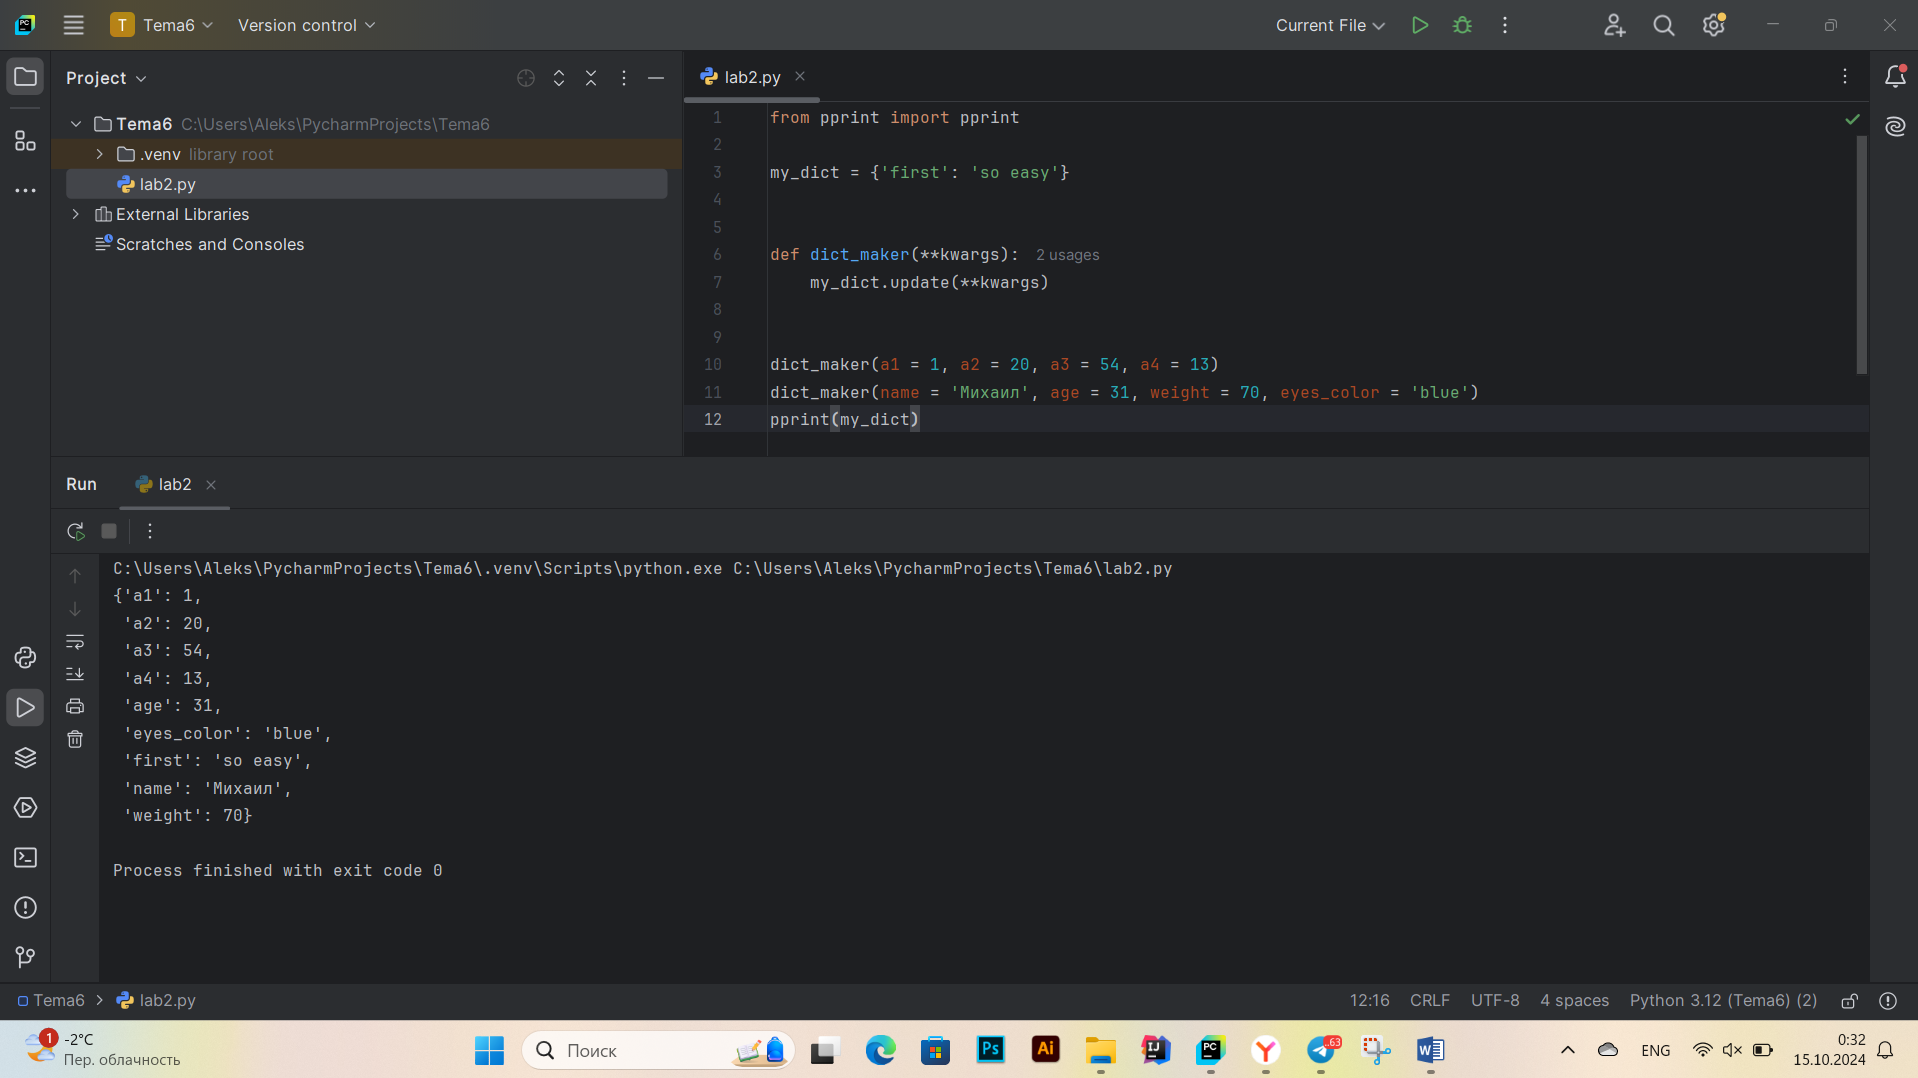 T Tema6 Version control Current File
Project
lab2.py
Tema6 C:\Users\Aleks\PycharmProjects\Tema6
.venv library root
lab2.py
External Libraries
Scratches and Consoles
1 from pprint import pprint
2
3 my_dict = {'first': 'so easy'}
4
5
6 def dict_maker(**kwargs): 2 usages
7 my_dict.update(**kwargs)
8
9
10 dict_maker(a1 = 1, a2 = 20, a3 = 54, a4 = 13)
11 dict_maker(name = 'Михаил', age = 31, weight = 70, eyes_color = 'blue')
12 pprint(my_dict)
Run lab2
C:\Users\Aleks\PycharmProjects\Tema6\.venv\Scripts\python.exe C:\Users\Aleks\PycharmProjects\Tema6\lab2.py
{'a1': 1,
'a2': 20,
'a3': 54,
'a4': 13,
'age': 31,
'eyes_color': 'blue',
'first': 'so easy',
'name': 'Михаил',
'weight': 70}
Process finished with exit code 0
Tema6 lab2.py 12:16 CRLF UTF-8 4 spaces Python 3.12 (Tema6) (2)
1 -2°C
Пер. облачность
Поиск
Ps Ai IJ PC Y 63 W
ENG
0:32
15.10.2024